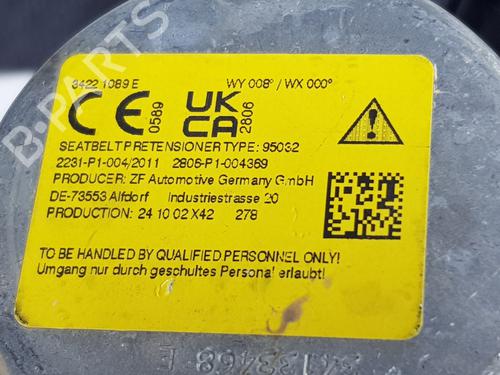 34221089 E
WY 008° / WX 000°
CE 0589
UK CA 2806
SEATBELT PRETENSIONER TYPE: 95032
2231-P1-004/2011 2806-P1-004369
PRODUCER: ZF Automotive Germany GmbH
DE-73553 Alfdorf Industriestrasse 20
PRODUCTION: 24 10 02 X42 278
TO BE HANDLED BY QUALIFIED PERSONNEL ONLY!
Umgang nur durch geschultes Personal erlaubt!
34133468 E
B-PARTS